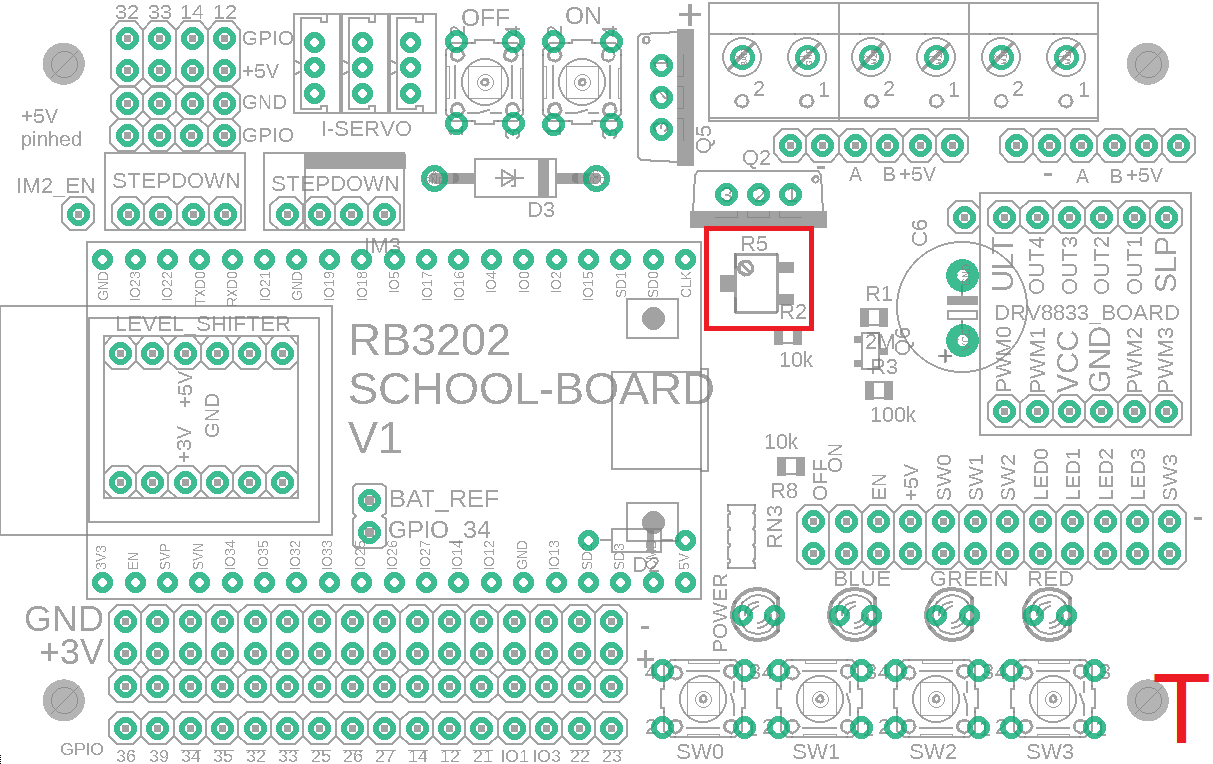 32 33 14 12
GPIO
+5V
GND
GPIO
+5V
pinhed
I-SERVO
OFF
ON
+
Q5
2 1 2 1 2 1
Q2
- A B +5V
- A B +5V
IM2_EN
STEPDOWN
STEPDOWN
D3
3 2 1
IM3
R5
C6
GND IO23 IO22 TXD0 RXD0 IO21 GND IO19 IO18 IO5 IO17 IO16 IO4 IO0 IO2 IO15 SD1 SD0 CLK
ULT OUT4 OUT3 OUT2 OUT1 SLP
LEVEL_SHIFTER
R1
R2
DRV8833_BOARD
RB3202
SCHOOL-BOARD
V1
2M
Q6
+
10k
R3
100k
PWM0 PWM1 VCC GND PWM2 PWM3
+5V
GND
+3V
10k
R8
OFF
ON
EN +5V SW0 SW1 SW2 LED0 LED1 LED2 LED3 SW3
-
BAT_REF
GPIO_34
RN3
3V3 EN SVP SVN IO34 IO35 IO32 IO33 IO25 IO26 IO27 IO14 IO12 GND IO13 SD3 5V
BLUE GREEN RED
POWER
GND
+3V
-
+
GPIO
36 39 34 35 32 33 25 26 27 14 12 21 IO1 IO3 22 23
SW0 SW1 SW2 SW3
T